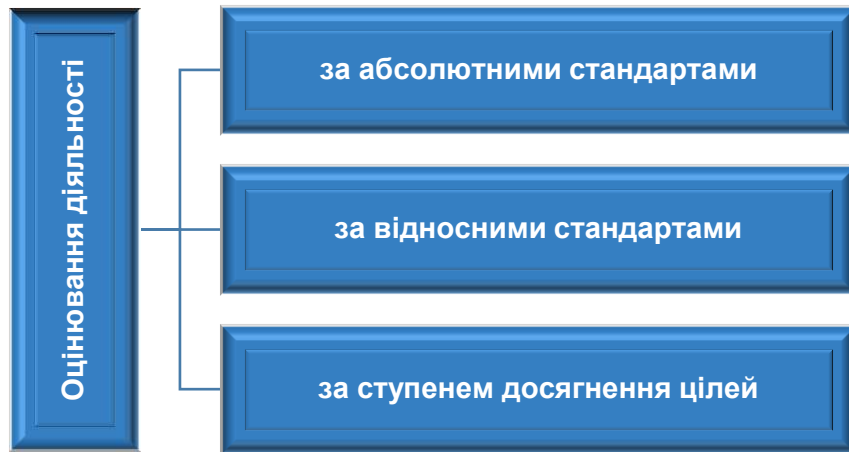 Оцінювання діяльності
за абсолютними стандартами
за відносними стандартами
за ступенем досягнення цілей